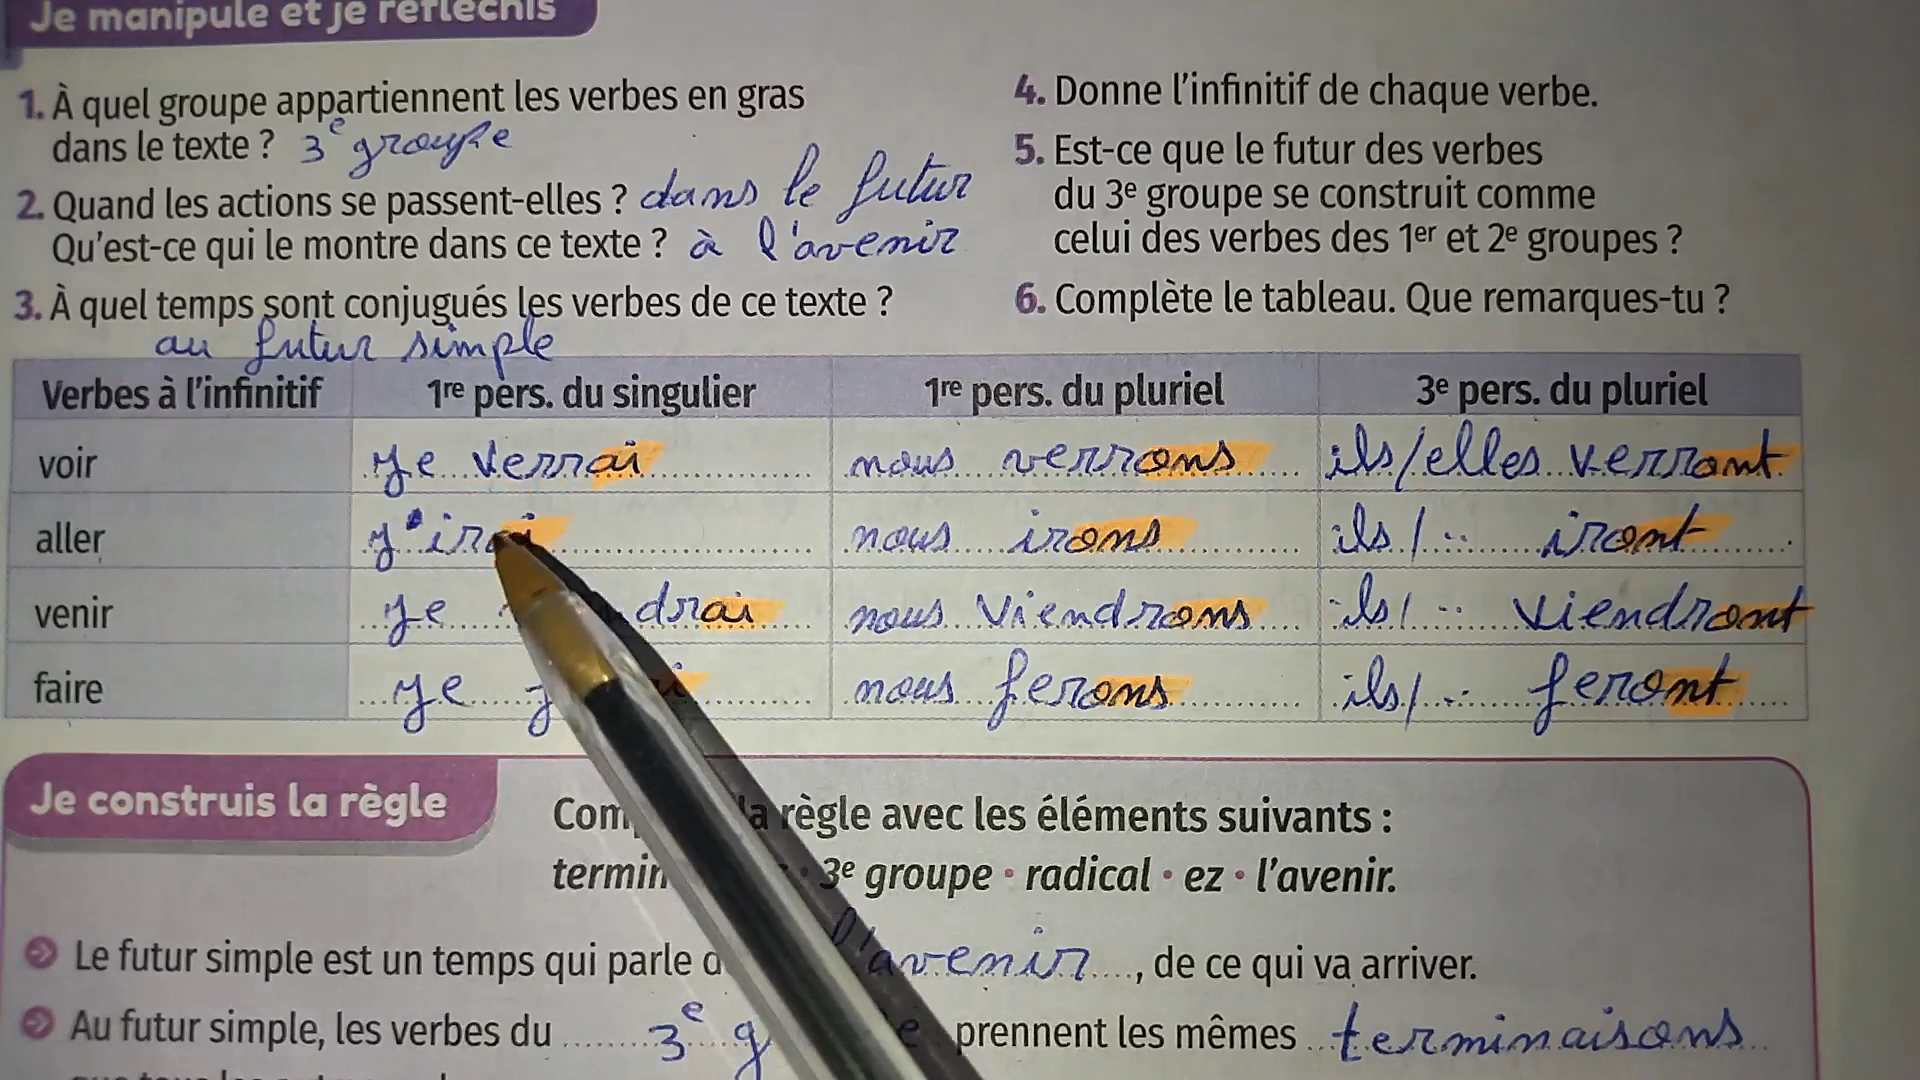 Je manipule et je réfléchis
1. À quel groupe appartiennent les verbes en gras
dans le texte ? 3e groupe
2. Quand les actions se passent-elles ? dans le futur
Qu'est-ce qui le montre dans ce texte ? à l'avenir
3. À quel temps sont conjugués les verbes de ce texte ?
au futur simple
4. Donne l'infinitif de chaque verbe.
5. Est-ce que le futur des verbes
du 3e groupe se construit comme
celui des verbes des 1er et 2e groupes ?
6. Complète le tableau. Que remarques-tu ?
Verbes à l'infinitif 1re pers. du singulier 1re pers. du pluriel 3e pers. du pluriel
voir je verrai nous verrons ils/elles verront
aller j'irai nous irons ils / .. iront
venir je drai nous viendrons ils / .. viendront
faire je nous ferons ils / .. feront
Je construis la règle
la règle avec les éléments suivants :
3e groupe • radical • ez • l'avenir.
Le futur simple est un temps qui parle l'avenir, de ce qui va arriver.
Au futur simple, les verbes du 3e prennent les mêmes terminaisons